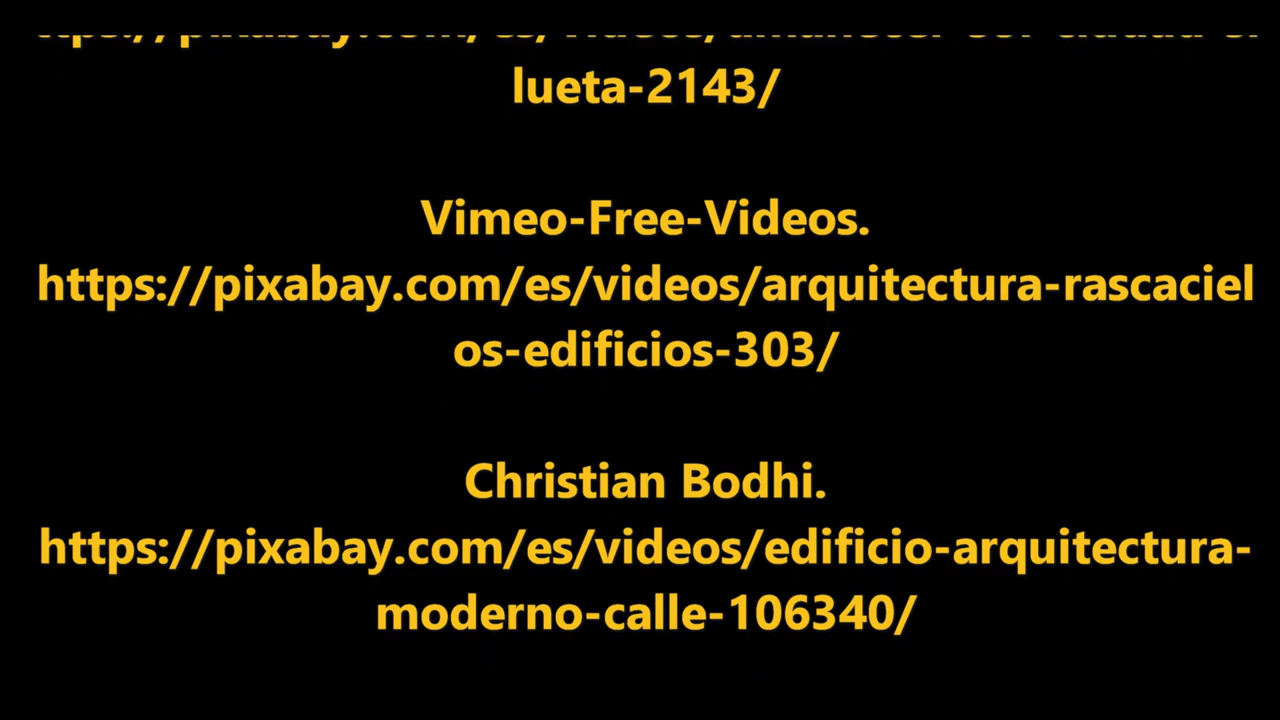 lueta-2143/
Vimeo-Free-Videos.
https://pixabay.com/es/videos/arquitectura-rascaciel
os-edificios-303/
Christian Bodhi.
https://pixabay.com/es/videos/edificio-arquitectura-
moderno-calle-106340/